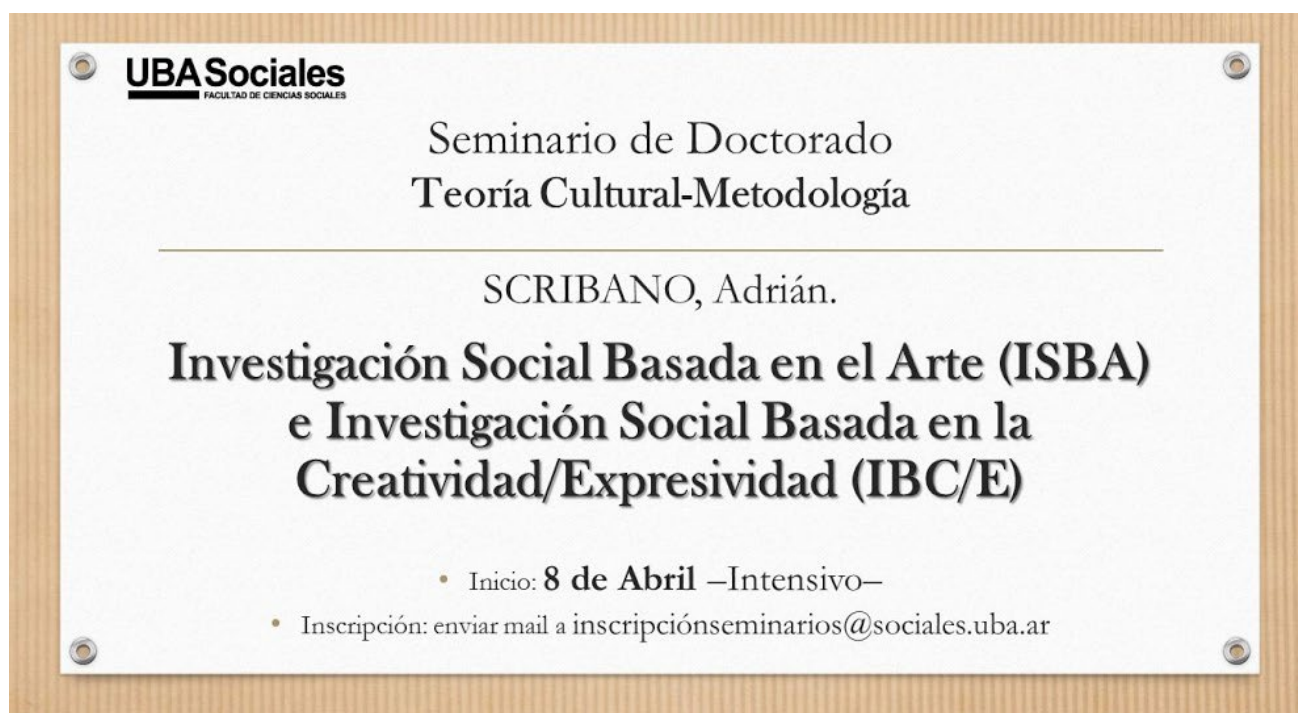 UBA Sociales
FACULTAD DE CIENCIAS SOCIALES
Seminario de Doctorado
Teoría Cultural-Metodología
SCRIBANO, Adrián.
Investigación Social Basada en el Arte (ISBA)
e Investigación Social Basada en la
Creatividad/Expresividad (IBC/E)
• Inicio: 8 de Abril –Intensivo–
• Inscripción: enviar mail a inscripciónseminarios@sociales.uba.ar